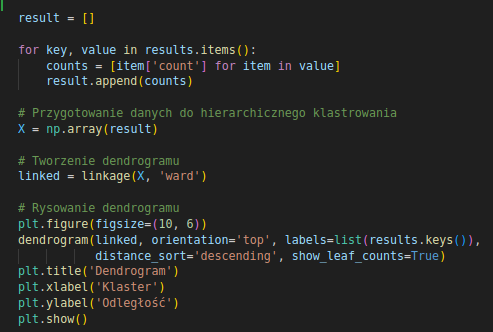 result = []

for key, value in results.items():
    counts = [item['count'] for item in value]
    result.append(counts)

# Przygotowanie danych do hierarchicznego klastrowania
X = np.array(result)

# Tworzenie dendrogramu
linked = linkage(X, 'ward')

# Rysowanie dendrogramu
plt.figure(figsize=(10, 6))
dendrogram(linked, orientation='top', labels=list(results.keys()),
           distance_sort='descending', show_leaf_counts=True)
plt.title('Dendrogram')
plt.xlabel('Klaster')
plt.ylabel('Odległość')
plt.show()